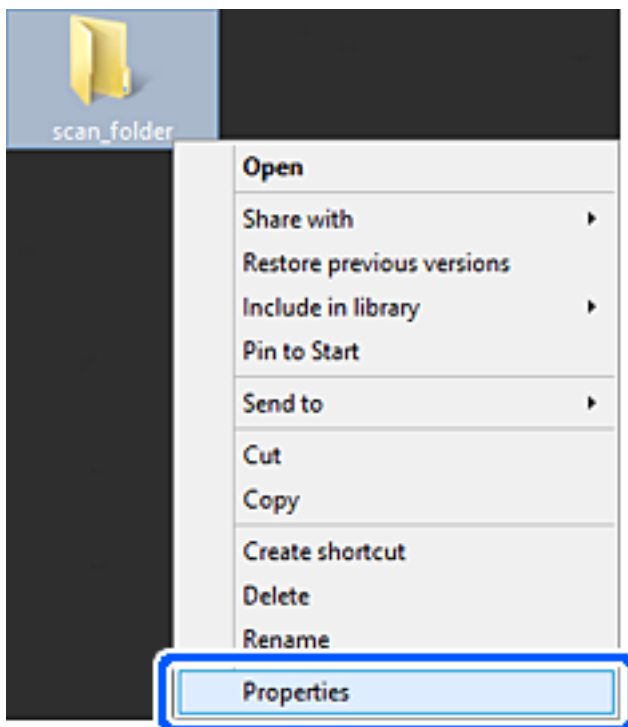 scan_folder
Open
Share with
Restore previous versions
Include in library
Pin to Start
Send to
Cut
Copy
Create shortcut
Delete
Rename
Properties